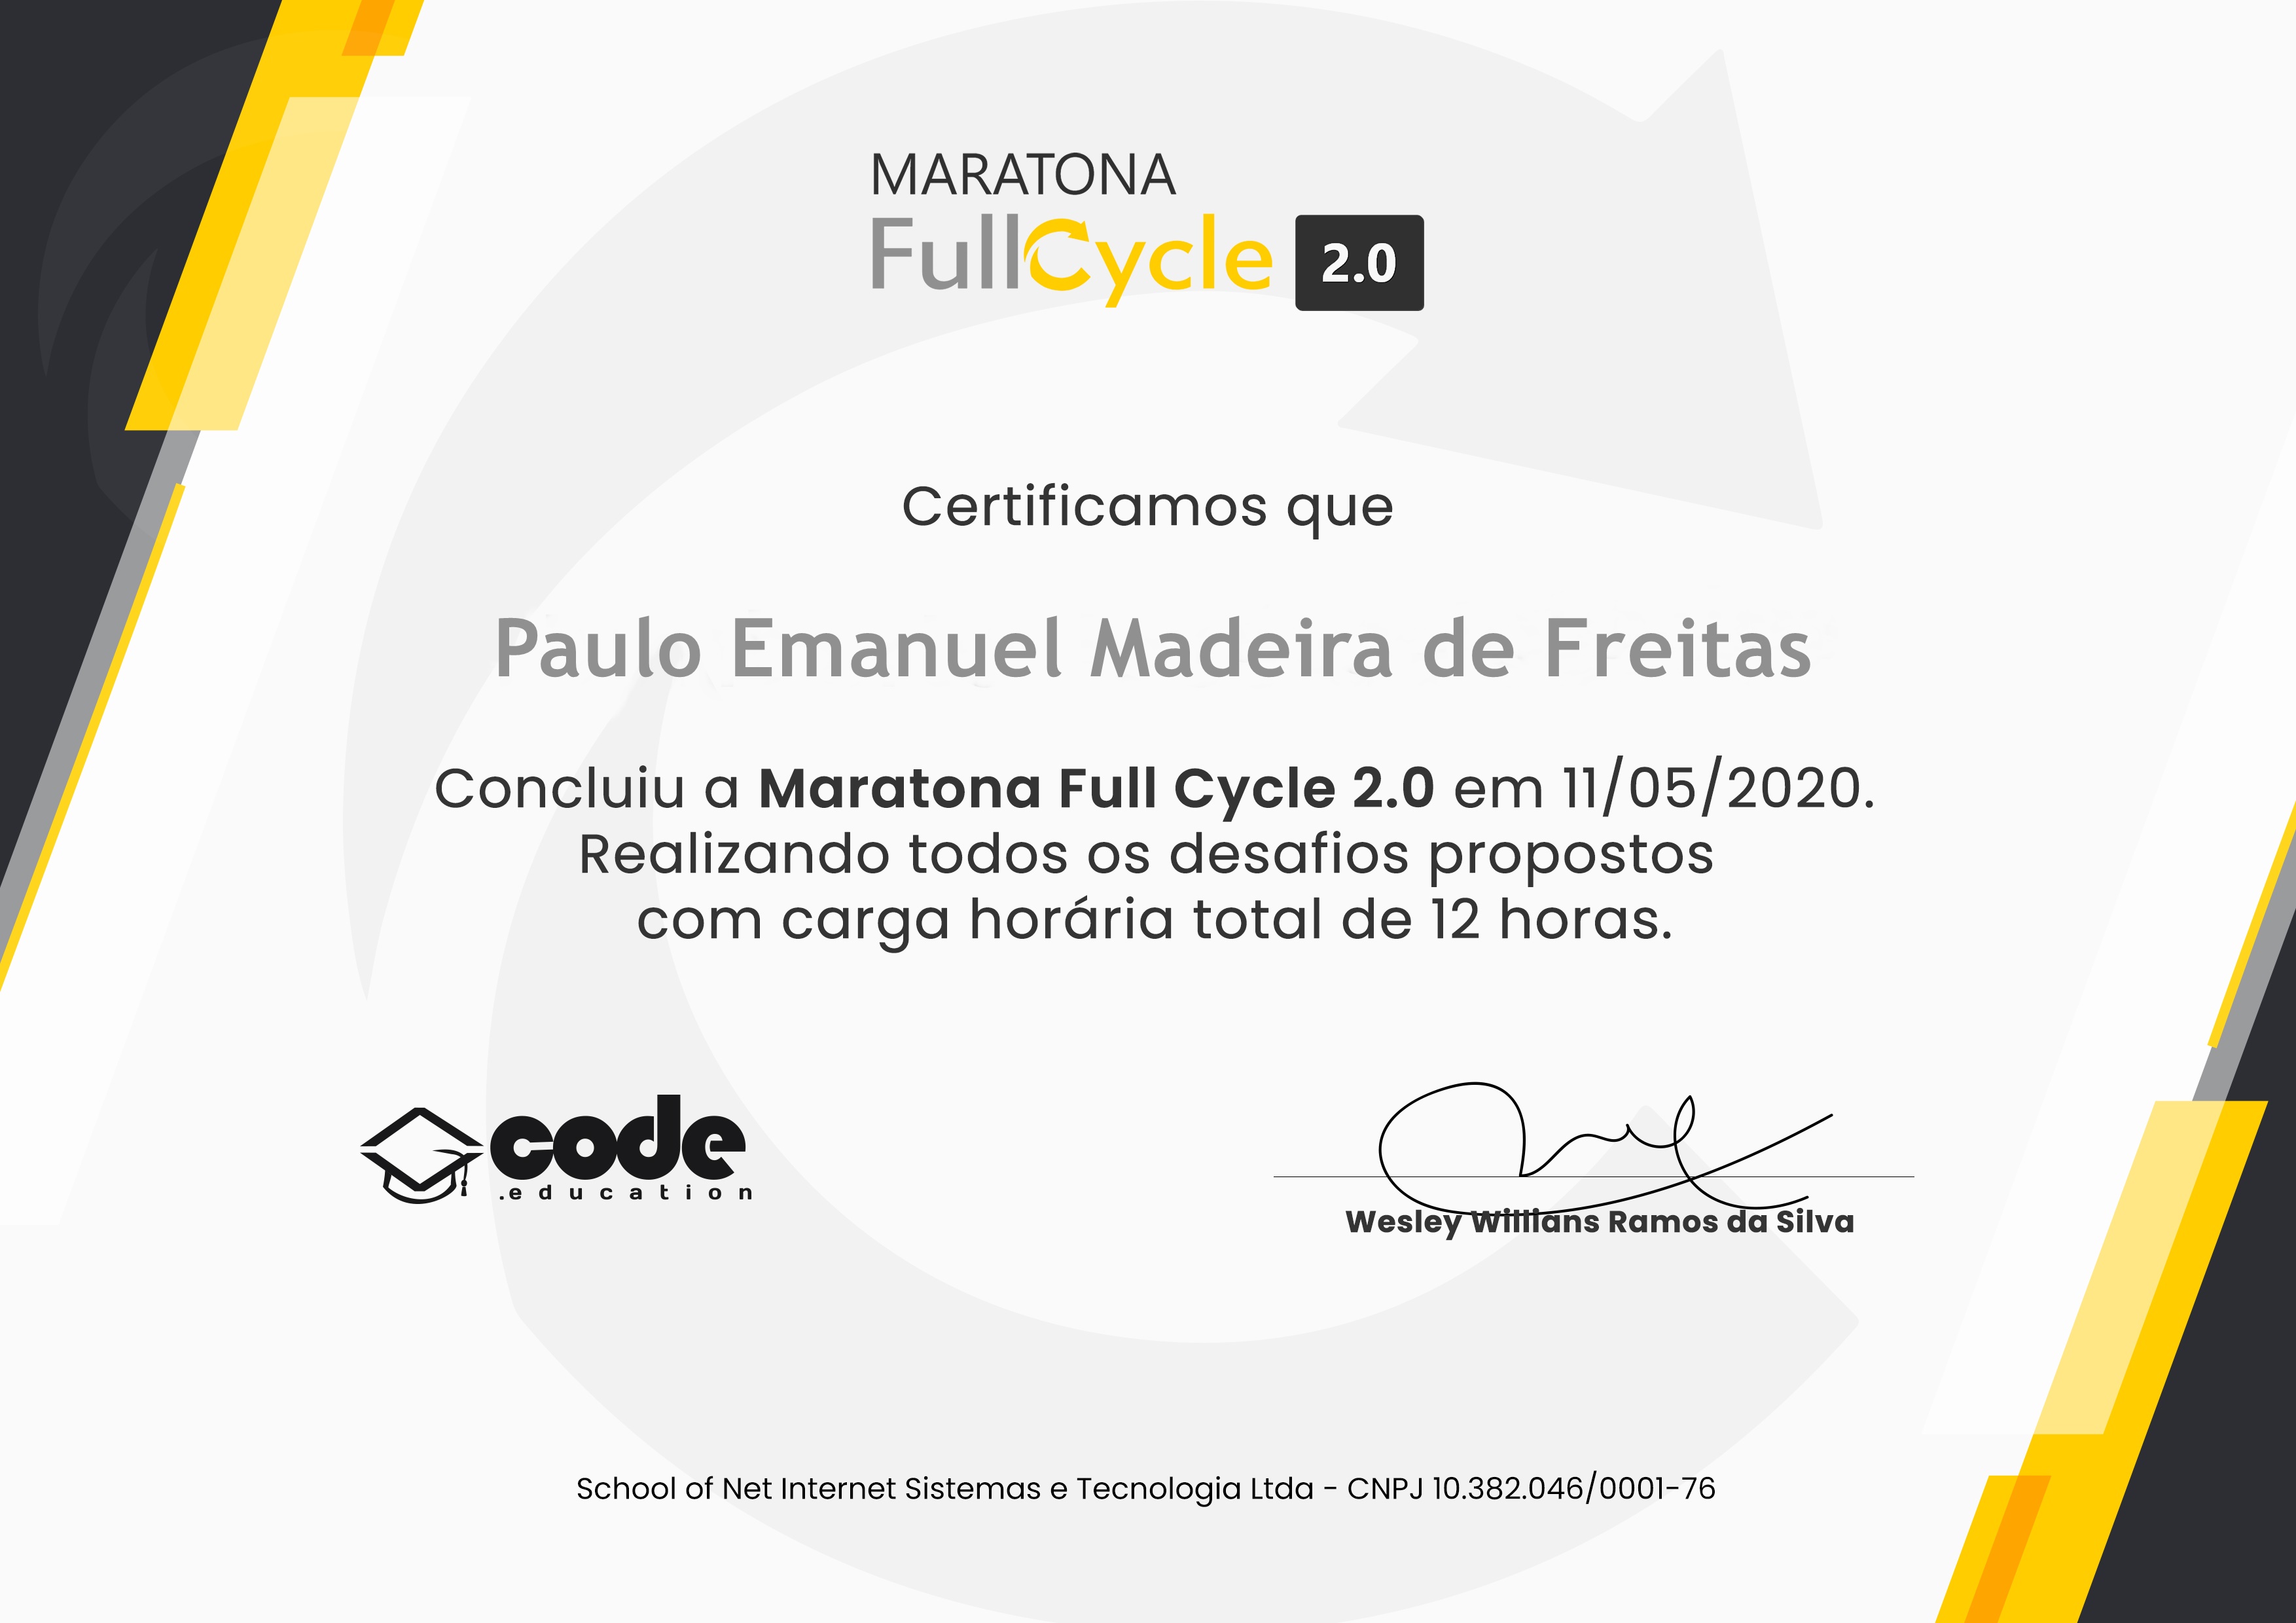 MARATONA
FullCycle 2.0
Certificamos que
Paulo Emanuel Madeira de Freitas
Concluiu a Maratona Full Cycle 2.0 em 11/05/2020.
Realizando todos os desafios propostos
com carga horária total de 12 horas.
code
.education
Wesley Willians Ramos da Silva
School of Net Internet Sistemas e Tecnologia Ltda - CNPJ 10.382.046/0001-76